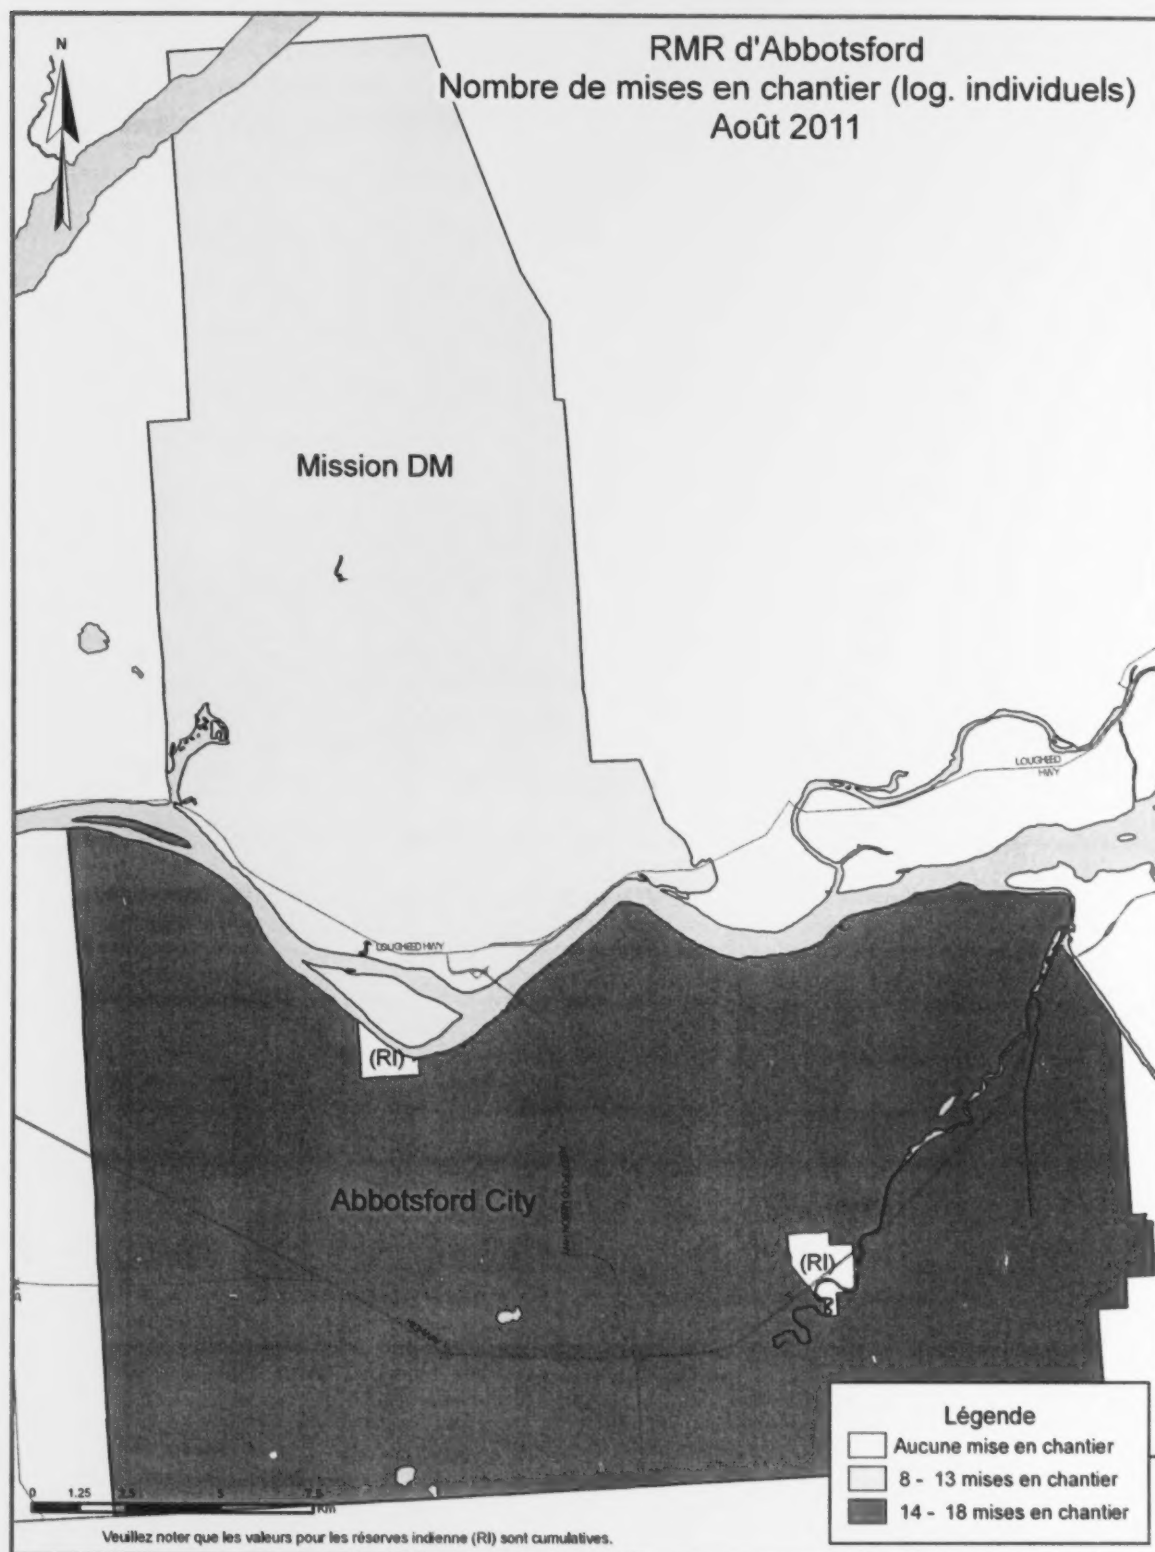 N
RMR d'Abbotsford
Nombre de mises en chantier (log. individuels)
Août 2011
Mission DM
LOUGHEED
HWY
LOUGHEED HWY
(RI)
Abbotsford City
(RI)
Légende
Aucune mise en chantier
8 - 13 mises en chantier
14 - 18 mises en chantier
0 1.25 2.5 5 7.5
Km
Veuillez noter que les valeurs pour les réserves indienne (RI) sont cumulatives.